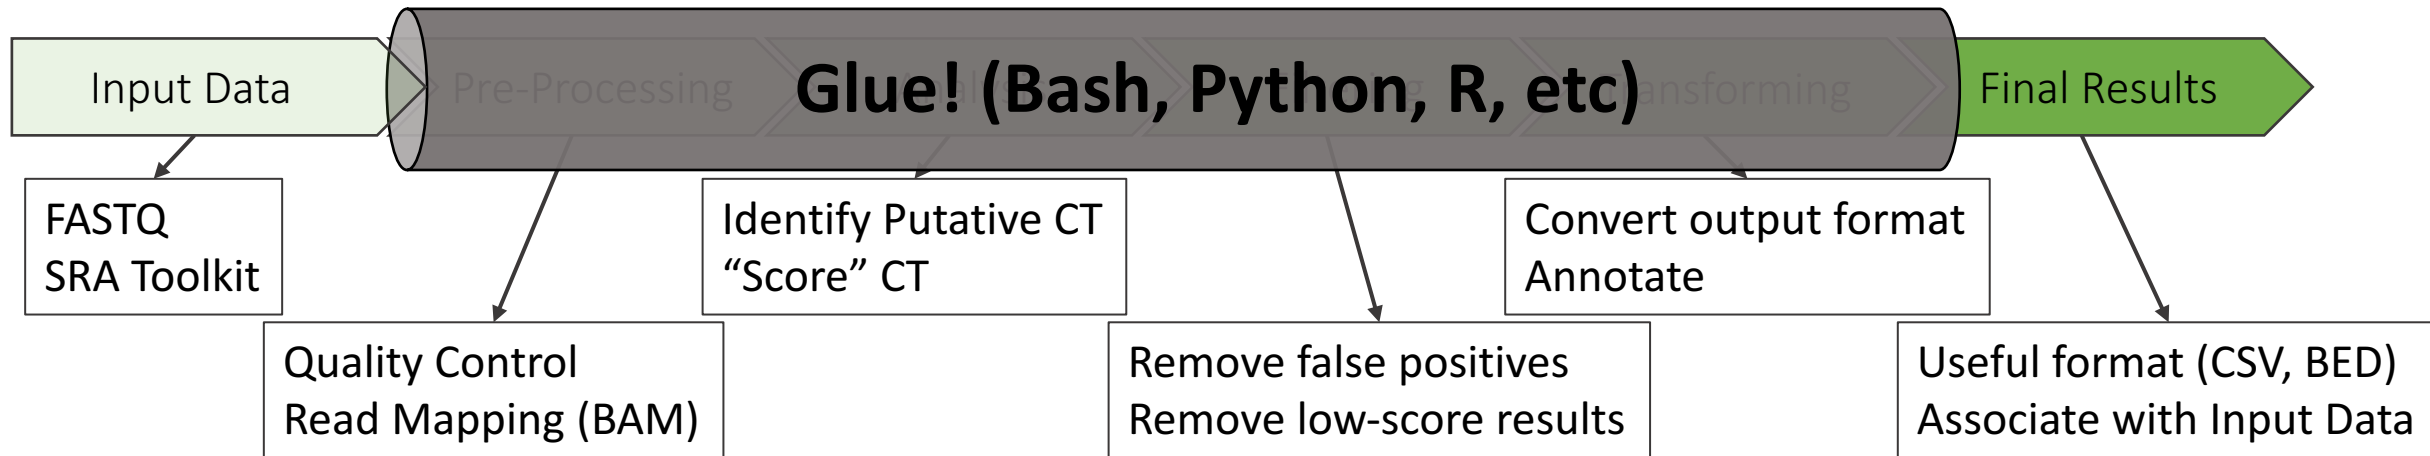 Input Data
Pre-Processing
Glue! (Bash, Python, R, etc)
Transforming
Final Results
FASTQ
SRA Toolkit
Quality Control
Read Mapping (BAM)
Identify Putative CT
“Score” CT
Remove false positives
Remove low-score results
Convert output format
Annotate
Useful format (CSV, BED)
Associate with Input Data